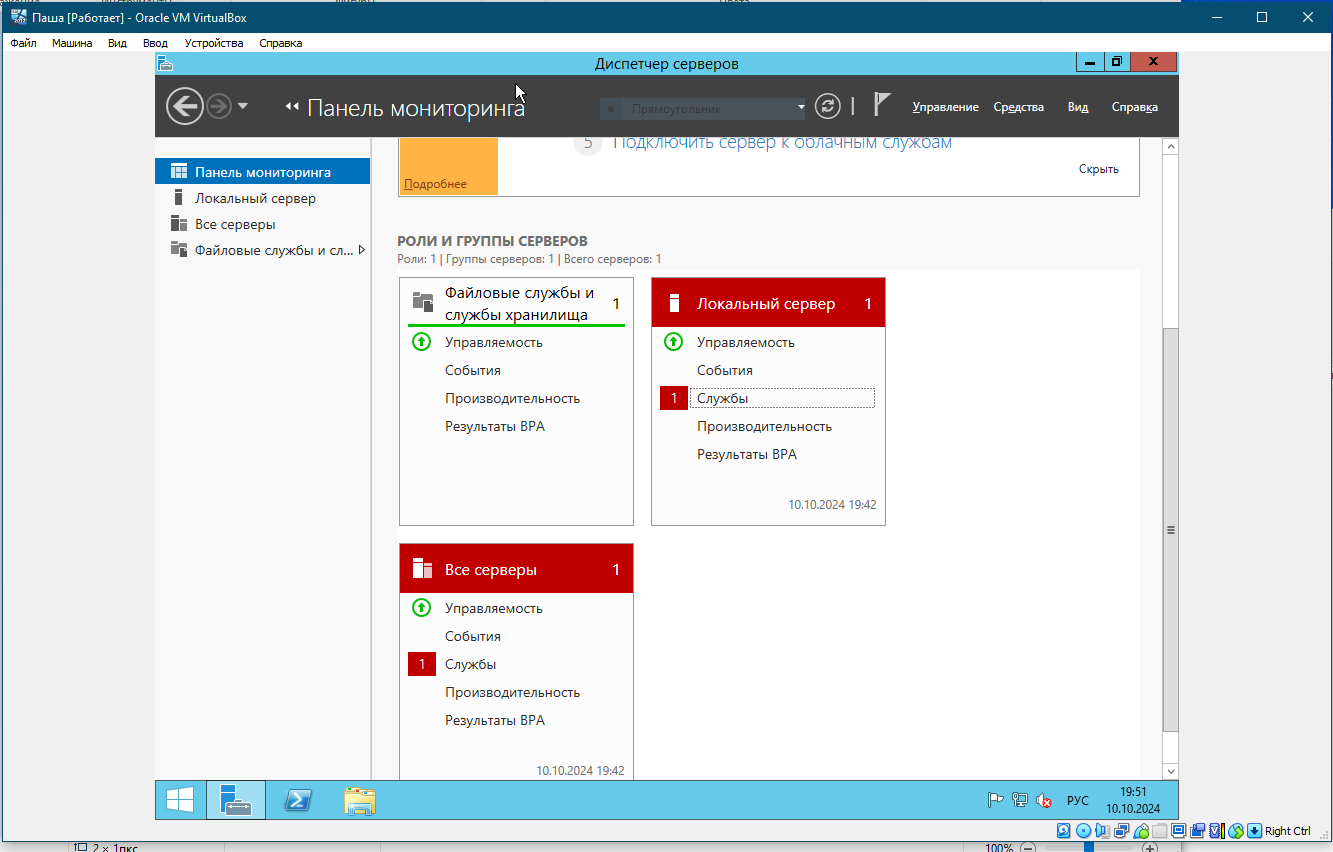 Паша [Работает] - Oracle VM VirtualBox
Файл Машина Вид Ввод Устройства Справка
Диспетчер серверов
Панель мониторинга
Прямоугольник
Управление Средства Вид Справка
Панель мониторинга
Локальный сервер
Все серверы
Файловые службы и сл...
5 Подключить сервер к облачным службам
Подробнее
Скрыть
РОЛИ И ГРУППЫ СЕРВЕРОВ
Роли: 1 | Группы серверов: 1 | Всего серверов: 1
Файловые службы и
службы хранилища
1
Управляемость
События
Производительность
Результаты BPA
Локальный сервер 1
Управляемость
События
1 Службы
Производительность
Результаты BPA
10.10.2024 19:42
Все серверы 1
Управляемость
События
1 Службы
Производительность
Результаты BPA
10.10.2024 19:42
РУС
19:51
10.10.2024
Right Ctrl
2 × 1пкс
100%